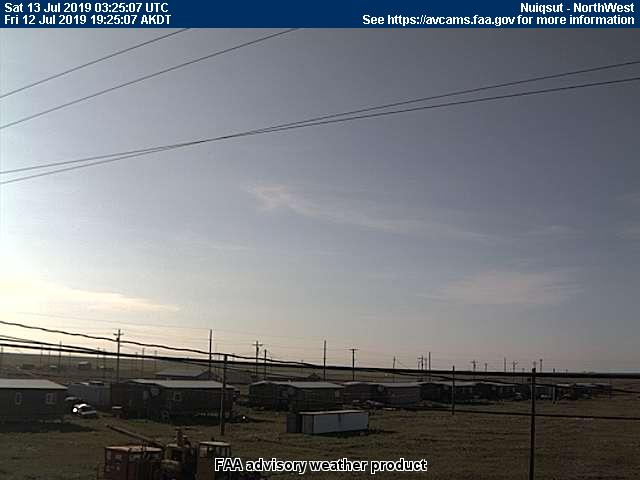 Sat 13 Jul 2019 03:25:07 UTC
Nuiqsut - NorthWest
Fri 12 Jul 2019 19:25:07 AKDT
See https://avcams.faa.gov for more information
FAA advisory weather product